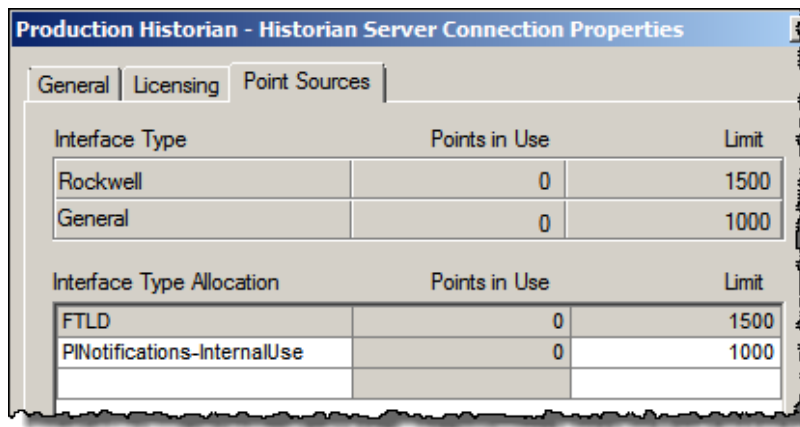 Production Historian - Historian Server Connection Properties
General Licensing Point Sources
Interface Type Points in Use Limit
Rockwell 0 1500
General 0 1000
Interface Type Allocation Points in Use Limit
FTLD 0 1500
PINotifications-InternalUse 0 1000